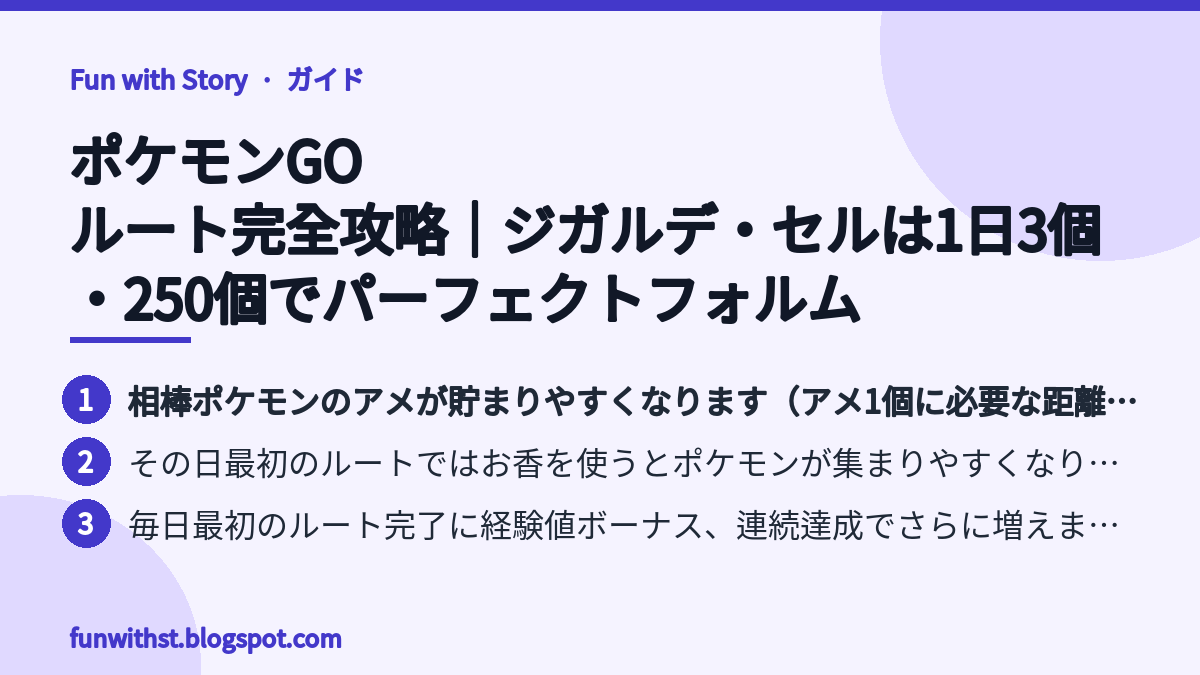 Fun with Story ・ ガイド
ポケモンGO
ルート完全攻略｜ジガルデ・セルは1日3個
・250個でパーフェクトフォルム
1 相棒ポケモンのアメが貯まりやすくなります（アメ1個に必要な距離…
2 その日最初のルートではお香を使うとポケモンが集まりやすくなり…
3 毎日最初のルート完了に経験値ボーナス、連続達成でさらに増えま…
funwithst.blogspot.com